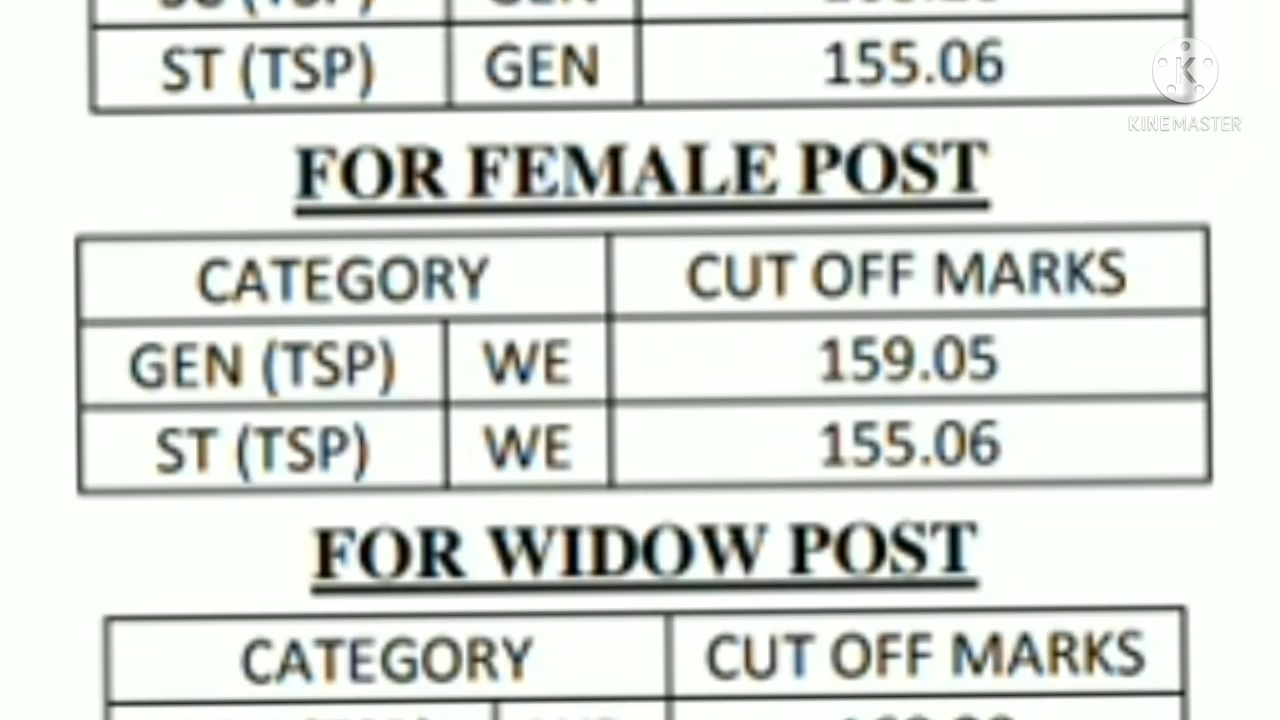 ST (TSP) GEN 155.06
KINEMASTER
FOR FEMALE POST
CATEGORY CUT OFF MARKS
GEN (TSP) WE 159.05
ST (TSP) WE 155.06
FOR WIDOW POST
CATEGORY CUT OFF MARKS